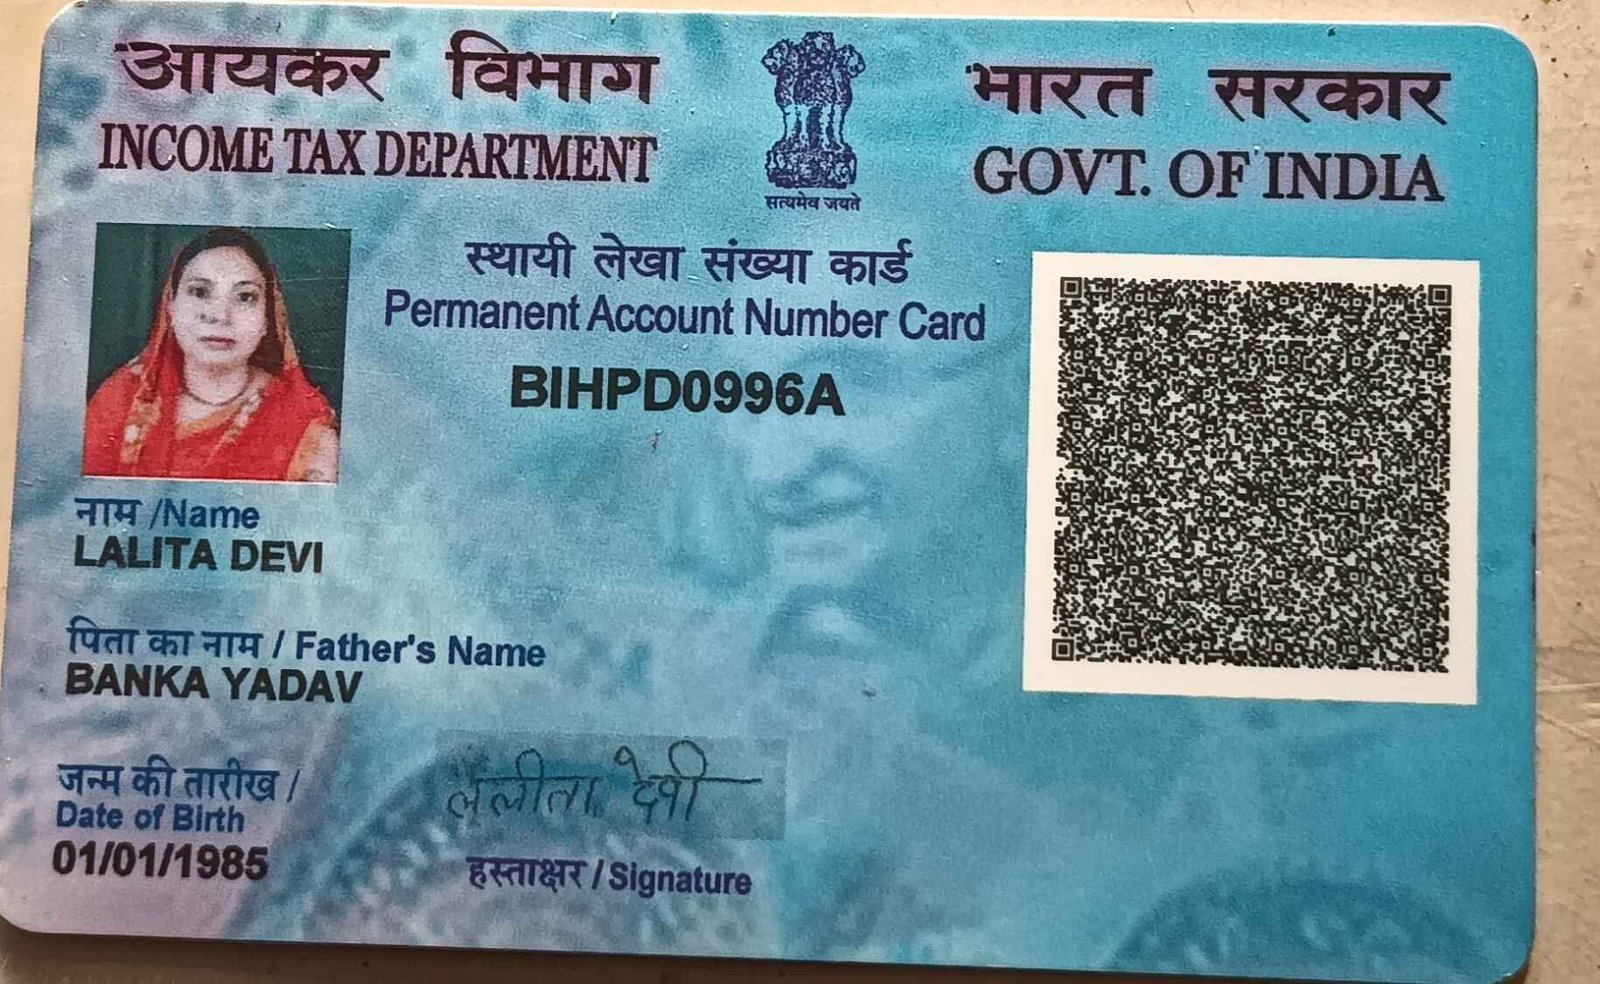 आयकर विभाग
INCOME TAX DEPARTMENT
सत्यमेव जयते
भारत सरकार
GOVT. OF INDIA
स्थायी लेखा संख्या कार्ड
Permanent Account Number Card
BIHPD0996A
नाम /Name
LALITA DEVI
पिता का नाम / Father's Name
BANKA YADAV
जन्म की तारीख /
Date of Birth
01/01/1985
ललीता देवी
हस्ताक्षर / Signature